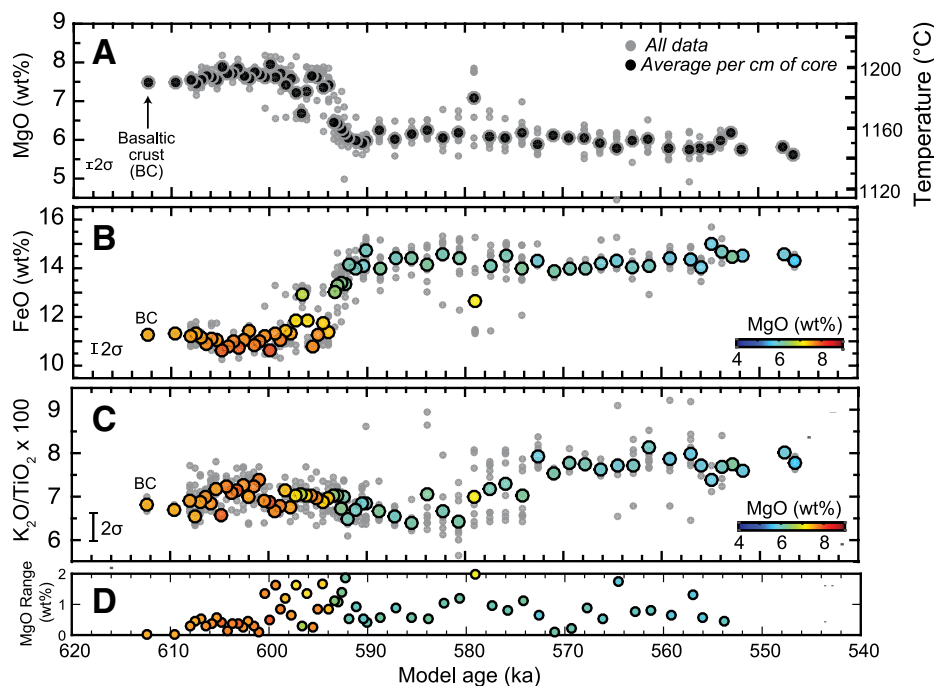 A
MgO (wt%)
9
8
7
6
5
All data
Average per cm of core
Basaltic
crust
(BC)
2σ
1200
1160
1120
Temperature (°C)
B
FeO (wt%)
16
14
12
10
BC
2σ
MgO (wt%)
4 6 8
C
K₂O/TiO₂ x 100
9
8
7
6
BC
2σ
MgO (wt%)
4 6 8
D
MgO Range
(wt%)
2
1
0
620 610 600 590 580 570 560 550 540
Model age (ka)